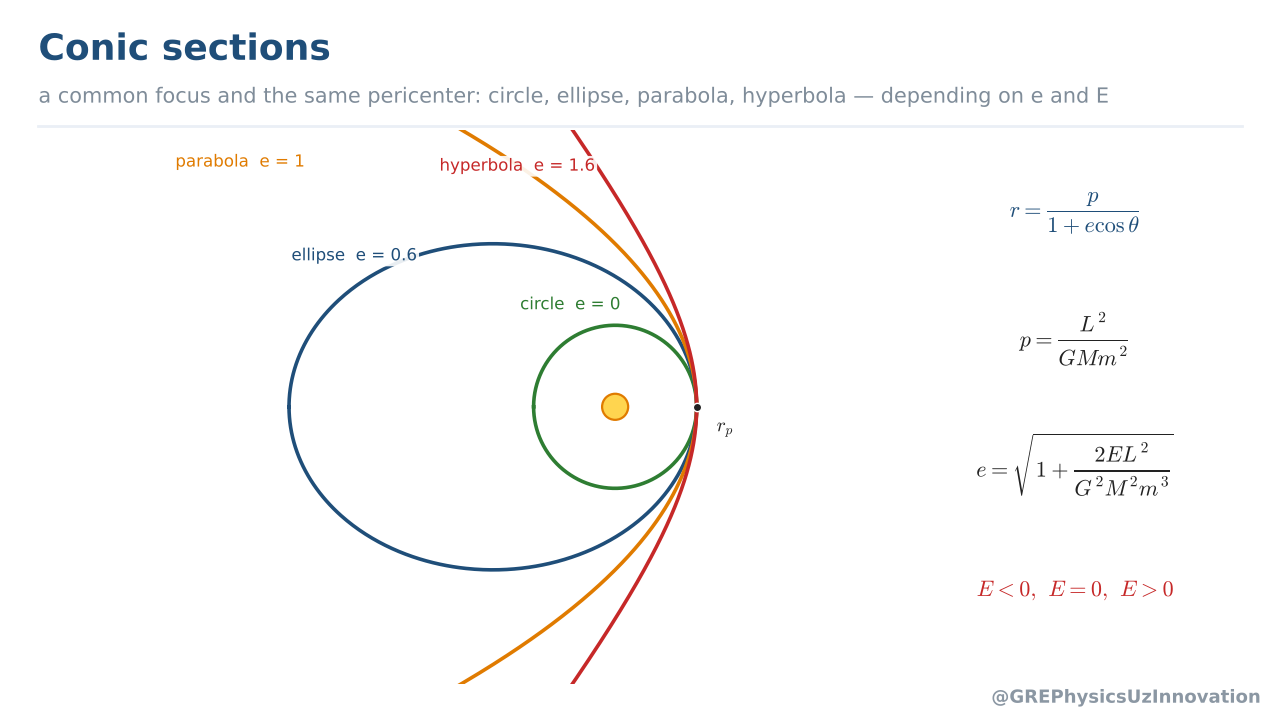 Conic sections
a common focus and the same pericenter: circle, ellipse, parabola, hyperbola — depending on e and E
parabola e = 1
hyperbola e = 1.6
ellipse e = 0.6
circle e = 0
r_p
r = p / (1 + e cos θ)
p = L² / (GMm²)
e = √(1 + 2EL² / (G²M²m³))
E < 0, E = 0, E > 0
@GREPhysicsUzInnovation